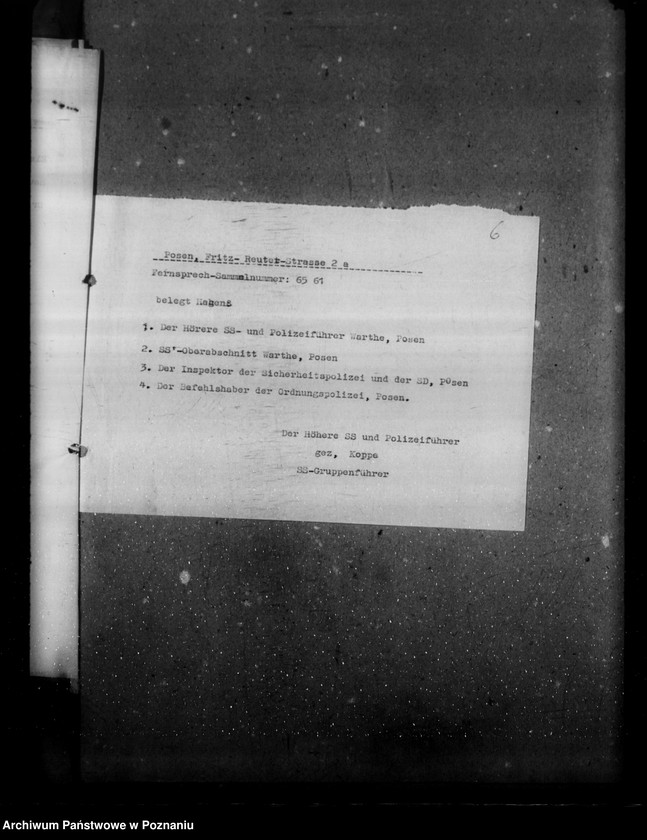 6
Posen, Fritz- Reuter-Strasse 2 a
Fernsprech-Sammelnummer: 65 61
belegt Habens
1. Der Hörere SS- und Polizeiführer Warthe, Posen
2. SS'-Oberabschnitt Warthe, Posen
3. Der Inspektor der Sicherheitspolizei und der SD, Posen
4. Der Befehlshaber der Ordnungspolizei, Posen.
Der Höhere SS und Polizeiführer
gez, Koppe
SS-Gruppenführer
Archiwum Państwowe w Poznaniu